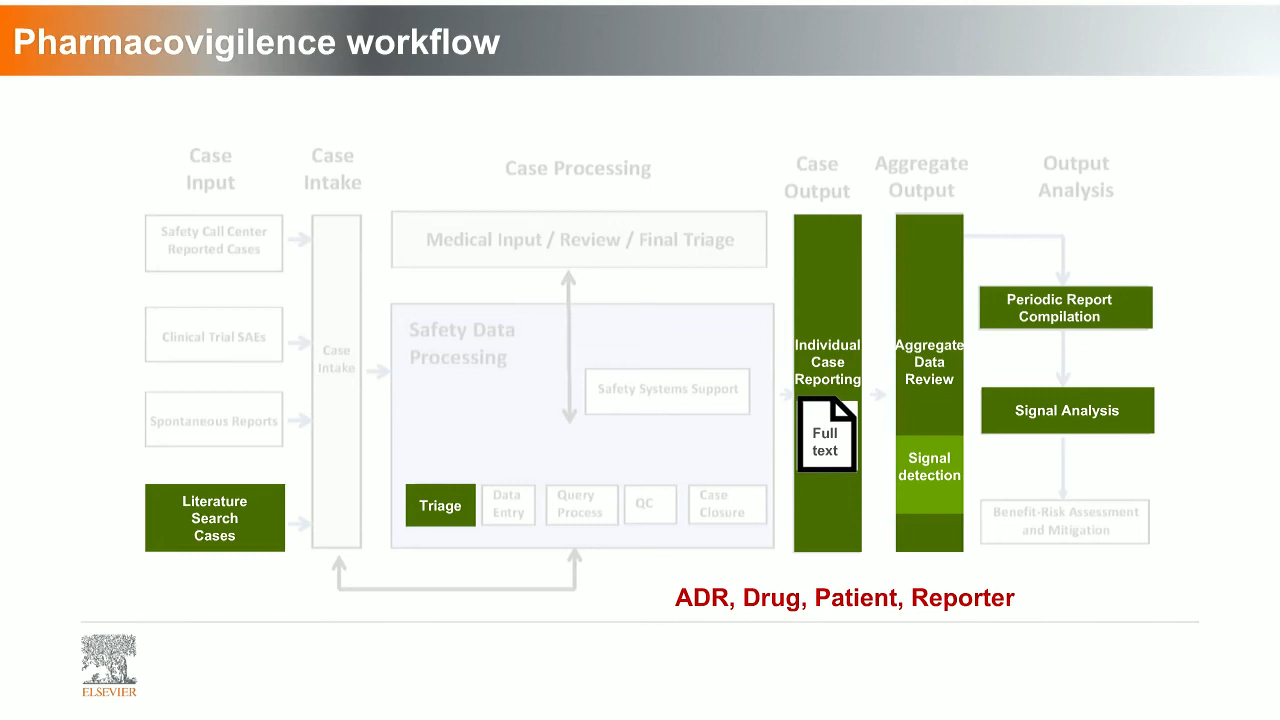 Pharmacovigilence workflow
Case
Input
Case
Intake
Case Processing
Case
Output
Aggregate
Output
Output
Analysis
Safety Call Center
Reported Cases
Clinical Trial SAEs
Spontaneous Reports
Literature
Search
Cases
Case
Intake
Medical Input / Review / Final Triage
Safety Data
Processing
Safety Systems Support
Triage
Data
Entry
Query
Process
QC
Case
Closure
Individual
Case
Reporting
Full
text
Aggregate
Data
Review
Signal
detection
Periodic Report
Compilation
Signal Analysis
Benefit-Risk Assessment
and Mitigation
ADR, Drug, Patient, Reporter
ELSEVIER